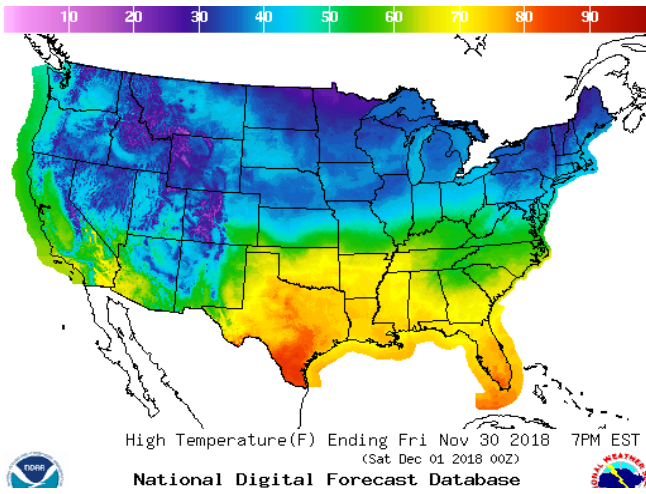 10 20 30 40 50 60 70 80 90
High Temperature(F) Ending Fri Nov 30 2018 7PM EST
(Sat Dec 01 2018 00Z)
National Digital Forecast Database
NOAA